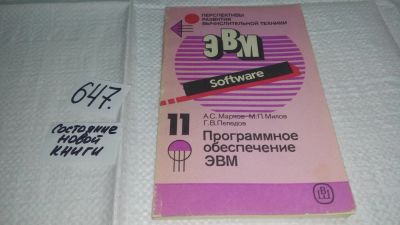 647.
состояние
новой
книги
ПЕРСПЕКТИВЫ
РАЗВИТИЯ
ВЫЧИСЛИТЕЛЬНОЙ ТЕХНИКИ
ЭВМ
Software
11
А.С. Марков М.П. Милов
Г.В. Пеледов
Программное
обеспечение
ЭВМ